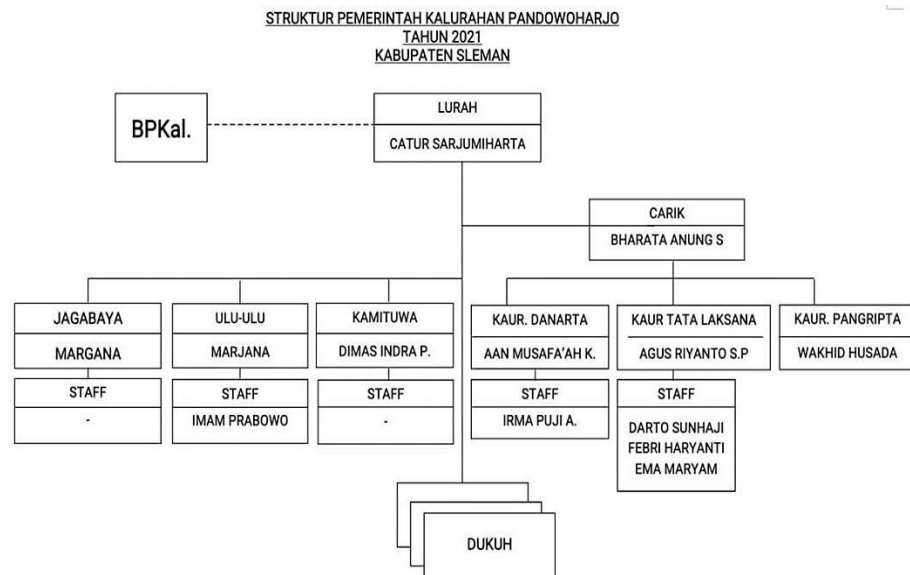 STRUKTUR PEMERINTAH KALURAHAN PANDOWOHARJO
TAHUN 2021
KABUPATEN SLEMAN
BPKal.
LURAH
CATUR SARJUMIHARTA
CARIK
BHARATA ANUNG S
JAGABAYA
MARGANA
STAFF
-
ULU-ULU
MARJANA
STAFF
IMAM PRABOWO
KAMITUWA
DIMAS INDRA P.
STAFF
-
KAUR. DANARTA
AAN MUSAFA'AH K.
STAFF
IRMA PUJI A.
KAUR TATA LAKSANA
AGUS RIYANTO S.P
STAFF
DARTO SUNHAJI
FEBRI HARYANTI
EMA MARYAM
KAUR. PANGRIPTA
WAKHID HUSADA
DUKUH